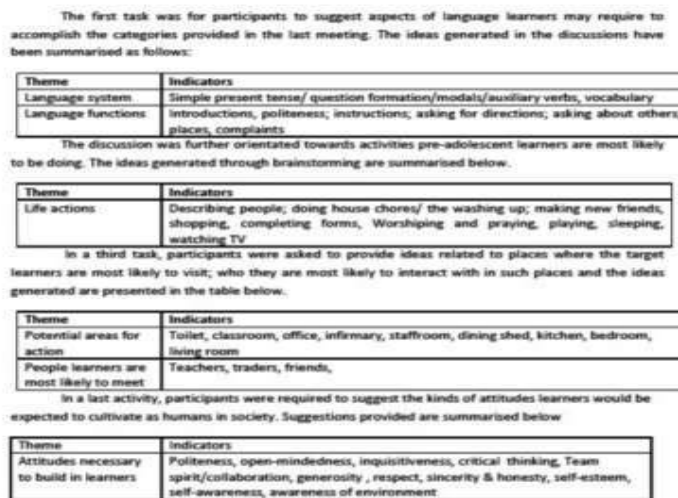 The first task was for participants to suggest aspects of language learners may require to
accomplish the categories provided in the last meeting. The ideas generated in the discussions have
been summarised as follows:
Theme Indicators
Language system Simple present tense/ question formation/modals/auxiliary verbs, vocabulary
Language functions Introductions, politeness; instructions; asking for directions; asking about others;
places, complaints
The discussion was further orientated towards activities pre-adolescent learners are most likely
to be doing. The ideas generated through brainstorming are summarised below.
Theme Indicators
Life actions Describing people; doing house chores/ the washing up; making new friends,
shopping, completing forms, Worshiping and praying, playing, sleeping,
watching TV
In a third task, participants were asked to provide ideas related to places where the target
learners are most likely to visit; who they are most likely to interact with in such places and the ideas
generated are presented in the table below.
Theme Indicators
Potential areas for Toilet, classroom, office, infirmary, staffroom, dining shed, kitchen, bedroom,
action living room
People learners are Teachers, traders, friends,
most likely to meet
In a last activity, participants were required to suggest the kinds of attitudes learners would be
expected to cultivate as humans in society. Suggestions provided are summarised below
Theme Indicators
Attitudes necessary Politeness, open-mindedness, inquisitiveness, critical thinking, Team
to build in learners spirit/collaboration, generosity , respect, sincerity & honesty, self-esteem,
self-awareness, awareness of environment